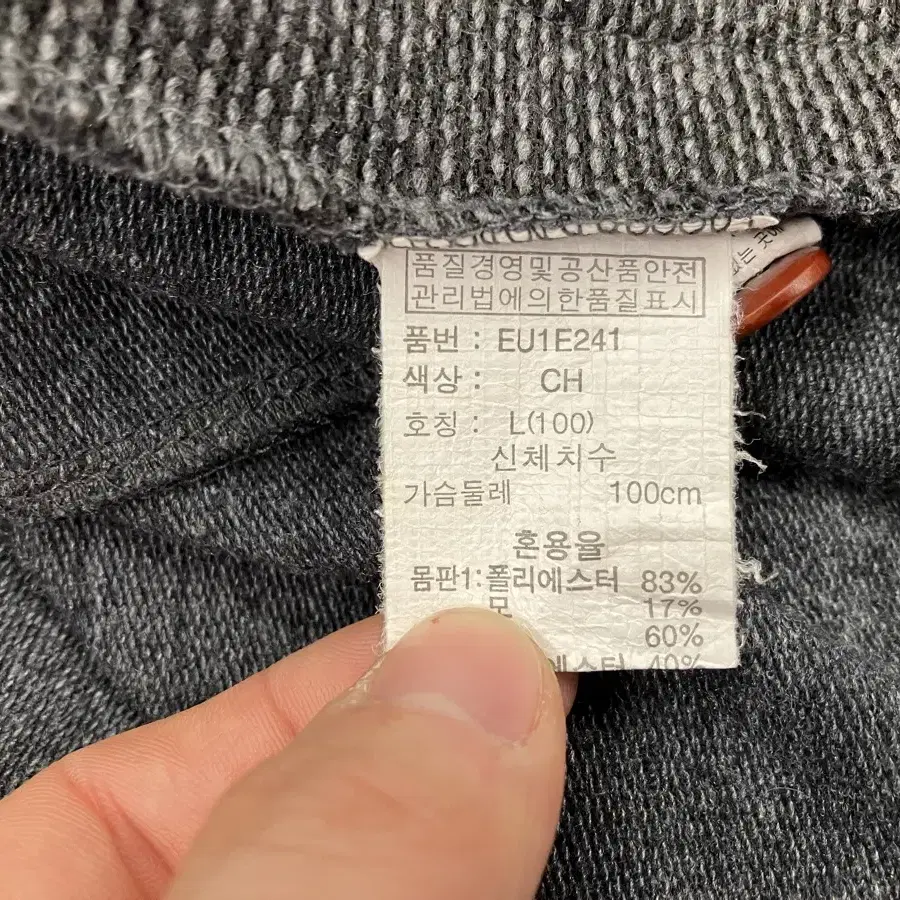 품질경영및공산품안전
관리법에의한품질표시
품번 : EU1E241
색상 : CH
호칭 : L(100)
신체치수
가슴둘레 100cm
혼용율
몸판1:폴리에스터 83%
모 17%
60%
40%